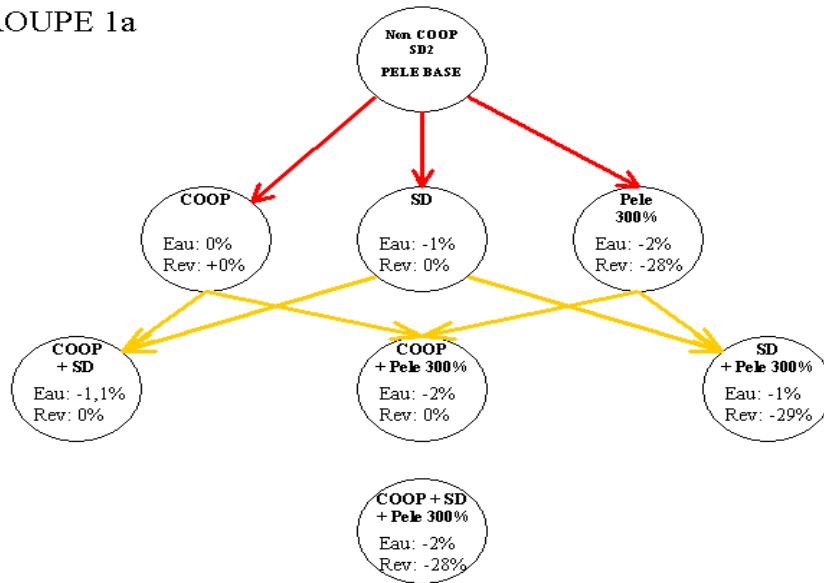 ROUPE 1a
Non COOP
SD2
PELE BASE
COOP
Eau: 0%
Rev: +0%
SD
Eau: -1%
Rev: 0%
Pele
300%
Eau: -2%
Rev: -28%
COOP
+ SD
Eau: -1,1%
Rev: 0%
COOP
+ Pele 300%
Eau: -2%
Rev: 0%
SD
+ Pele 300%
Eau: -1%
Rev: -29%
COOP + SD
+ Pele 300%
Eau: -2%
Rev: -28%